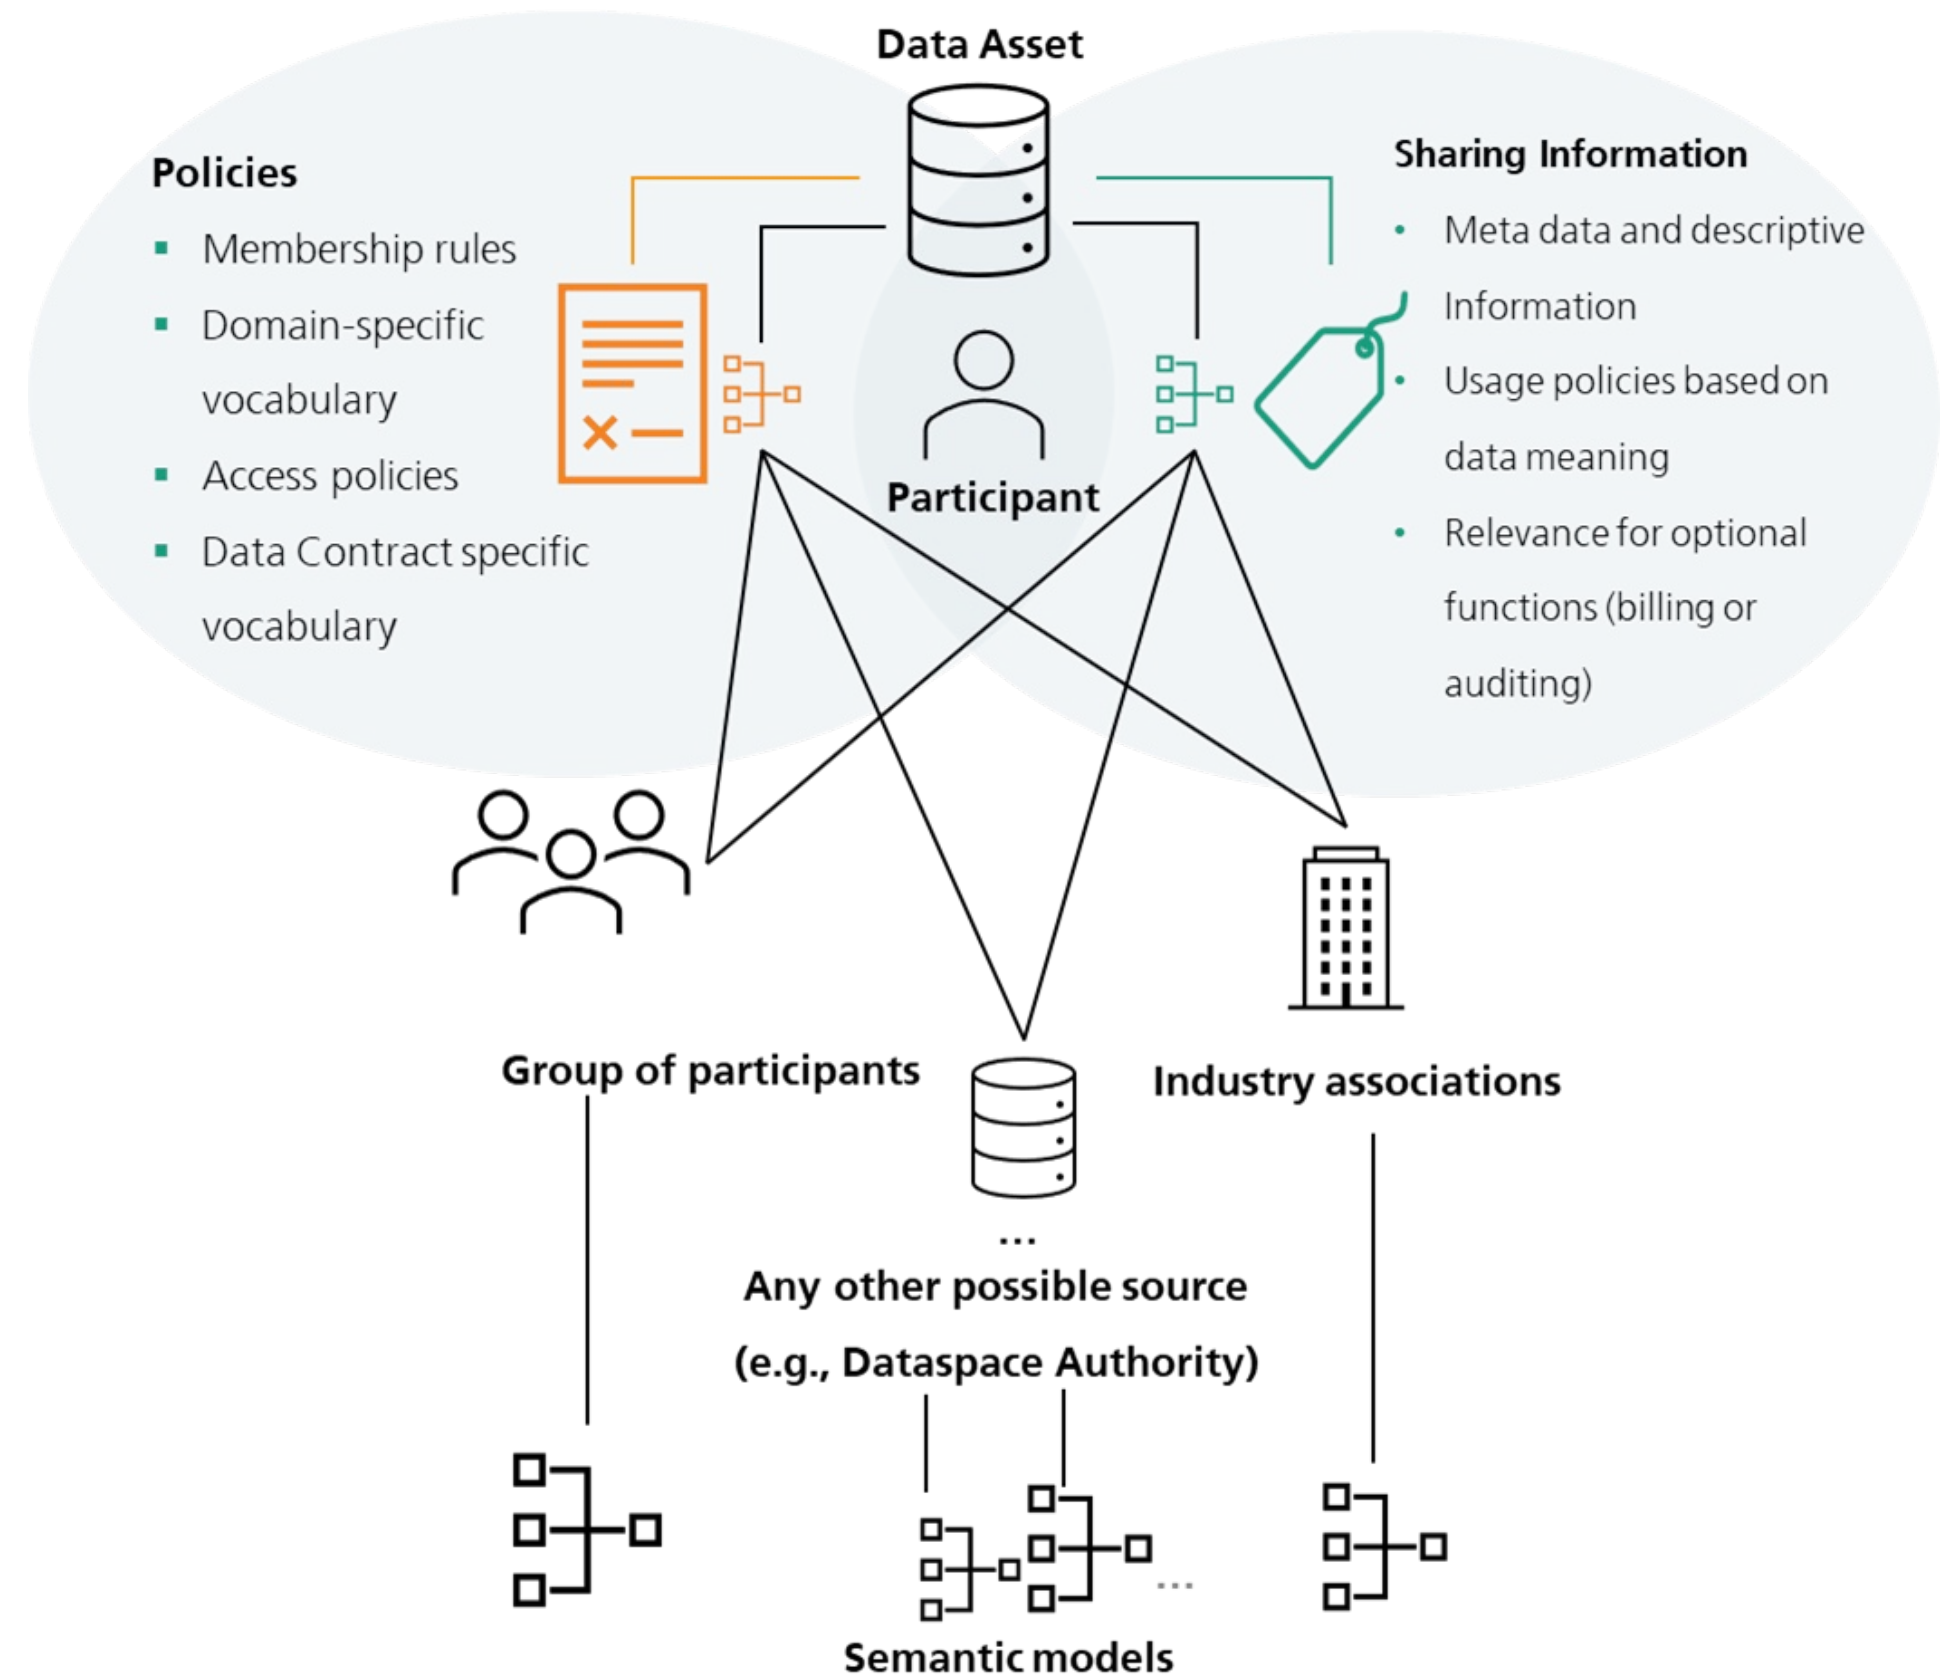 Data Asset
Policies
Membership rules
Domain-specific
vocabulary
Access policies
Data Contract specific
vocabulary
Sharing Information
Meta data and descriptive
Information
Usage policies based on
data meaning
Relevance for optional
functions (billing or
auditing)
Participant
Group of participants
Industry associations
...
Any other possible source
(e.g., Dataspace Authority)
...
Semantic models